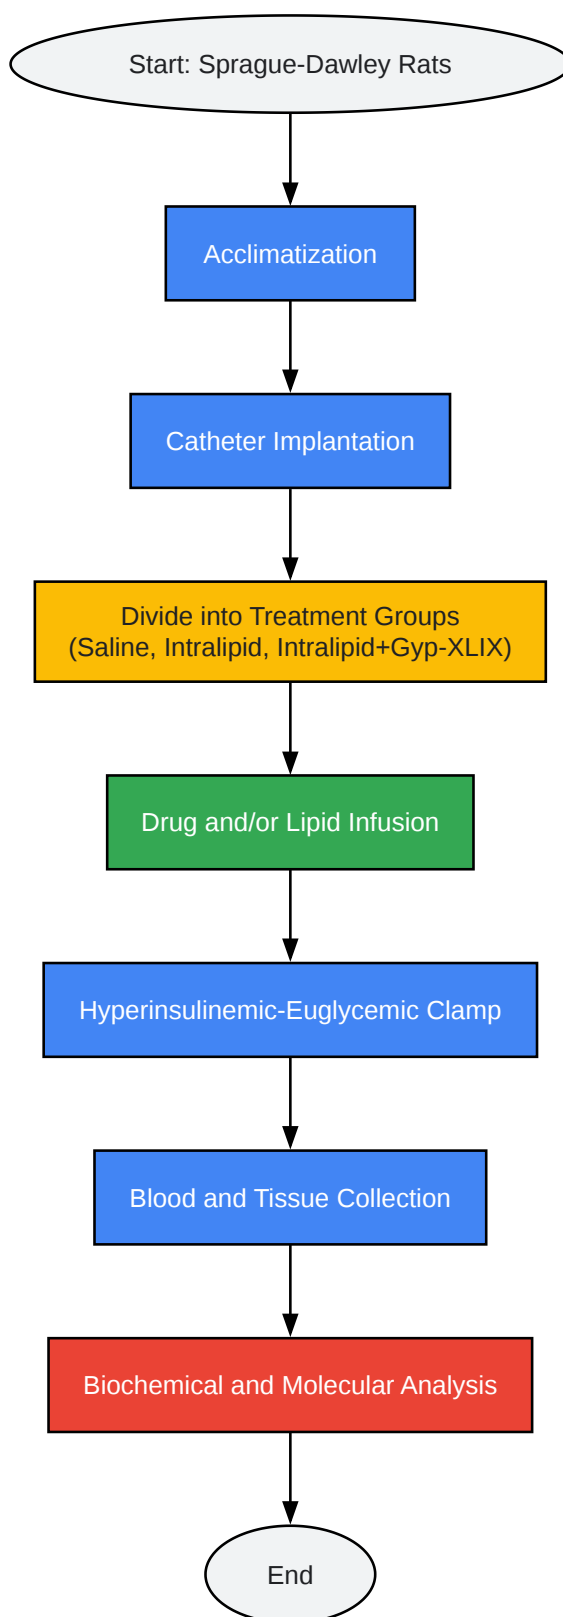 Start: Sprague-Dawley Rats
Acclimatization
Catheter Implantation
Divide into Treatment Groups
(Saline, Intralipid, Intralipid+Gyp-XLIX)
Drug and/or Lipid Infusion
Hyperinsulinemic-Euglycemic Clamp
Blood and Tissue Collection
Biochemical and Molecular Analysis
End